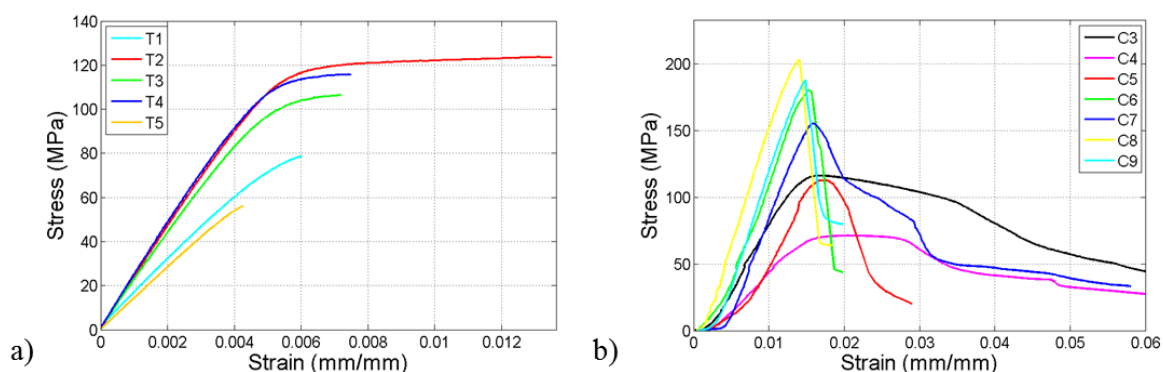 140
120
100
80
60
40
20
0
0
0.002
0.004
0.006
0.008
0.01
0.012
Stress (MPa)
Strain (mm/mm)
T1
T2
T3
T4
T5
a)
200
150
100
50
0
0
0.01
0.02
0.03
0.04
0.05
0.06
Stress (MPa)
Strain (mm/mm)
C3
C4
C5
C6
C7
C8
C9
b)